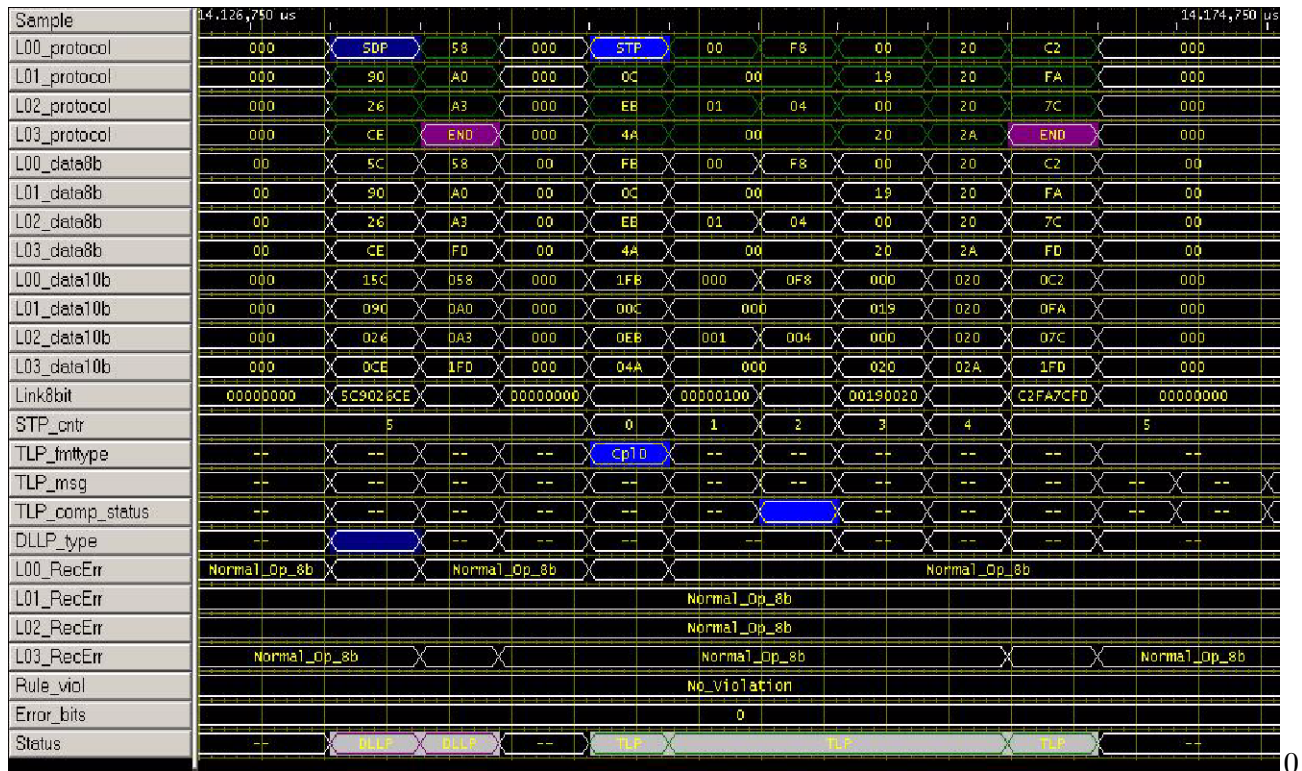 Sample 14.126,750 us 14.174,750 us
L00_protocol 000 SDP 58 000 STP 00 F8 00 20 C2 000
L01_protocol 000 90 A0 000 0C 00 19 20 FA 000
L02_protocol 000 26 A3 000 EB 01 04 00 20 7C 000
L03_protocol 000 CE END 000 4A 00 20 2A END 000
L00_data8b 00 5C 58 00 FB 00 F8 00 20 C2 00
L01_data8b 00 90 A0 00 0C 00 19 20 FA 00
L02_data8b 00 26 A3 00 EB 01 04 00 20 7C 00
L03_data8b 00 CE FD 00 4A 00 20 2A FD 00
L00_data10b 000 15C 058 000 1FB 000 0F8 000 020 0C2 000
L01_data10b 000 090 0A0 000 00C 000 019 020 0FA 000
L02_data10b 000 026 0A3 000 0EB 001 004 000 020 07C 000
L03_data10b 000 0CE 1FD 000 04A 000 020 02A 1FD 000
Link8bit 00000000 5C9026CE 00000000 00000100 00190020 C2FA7CFD 00000000
STP_cntr 5 0 1 2 3 4 5
TLP_fmttype -- -- -- -- CplD -- -- -- -- -- --
TLP_msg -- -- -- -- -- -- -- -- -- -- -- --
TLP_comp_status -- -- -- -- -- -- -- -- -- -- --
DLLP_type -- -- -- -- -- -- -- -- -- --
L00_RecErr Normal_Op_8b Normal_Op_8b Normal_Op_8b
L01_RecErr Normal_Op_8b
L02_RecErr Normal_Op_8b
L03_RecErr Normal_Op_8b Normal_Op_8b Normal_Op_8b
Rule_viol No_Violation
Error_bits 0
Status -- DLLP DLLP -- TLP TLP TLP --
0